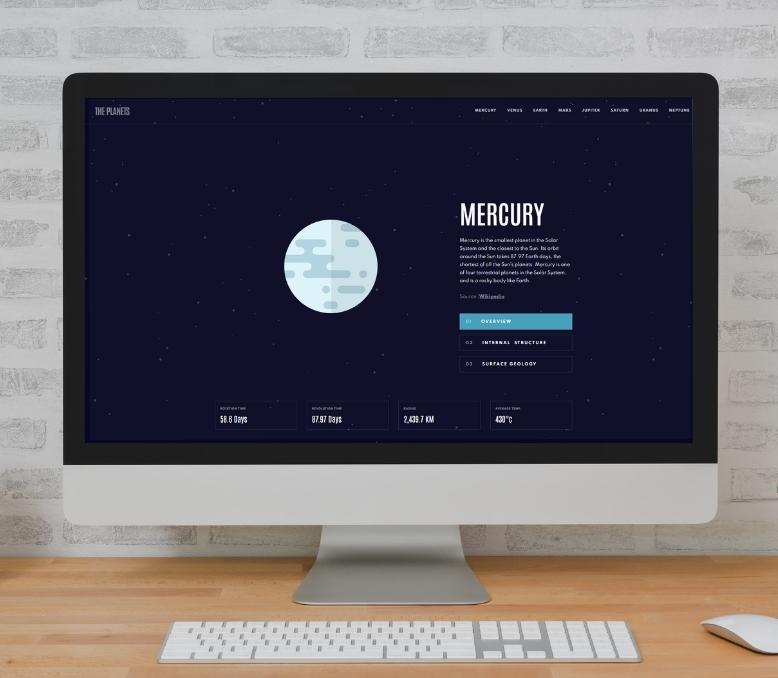 THE PLANETS
MERCURY VENUS EARTH MARS JUPITER SATURN URANUS NEPTUNE
MERCURY
Mercury is the smallest planet in the Solar
System and the closest to the Sun. Its orbit
around the Sun takes 87.97 Earth days, the
shortest of all the Sun's planets. Mercury is one
of four terrestrial planets in the Solar System,
and is a rocky body like Earth.
Source: Wikipedia
01 OVERVIEW
02 INTERNAL STRUCTURE
03 SURFACE GEOLOGY
ROTATION TIME REVOLUTION TIME RADIUS AVERAGE TEMP.
58.6 Days 87.97 Days 2,439.7 KM 430°c